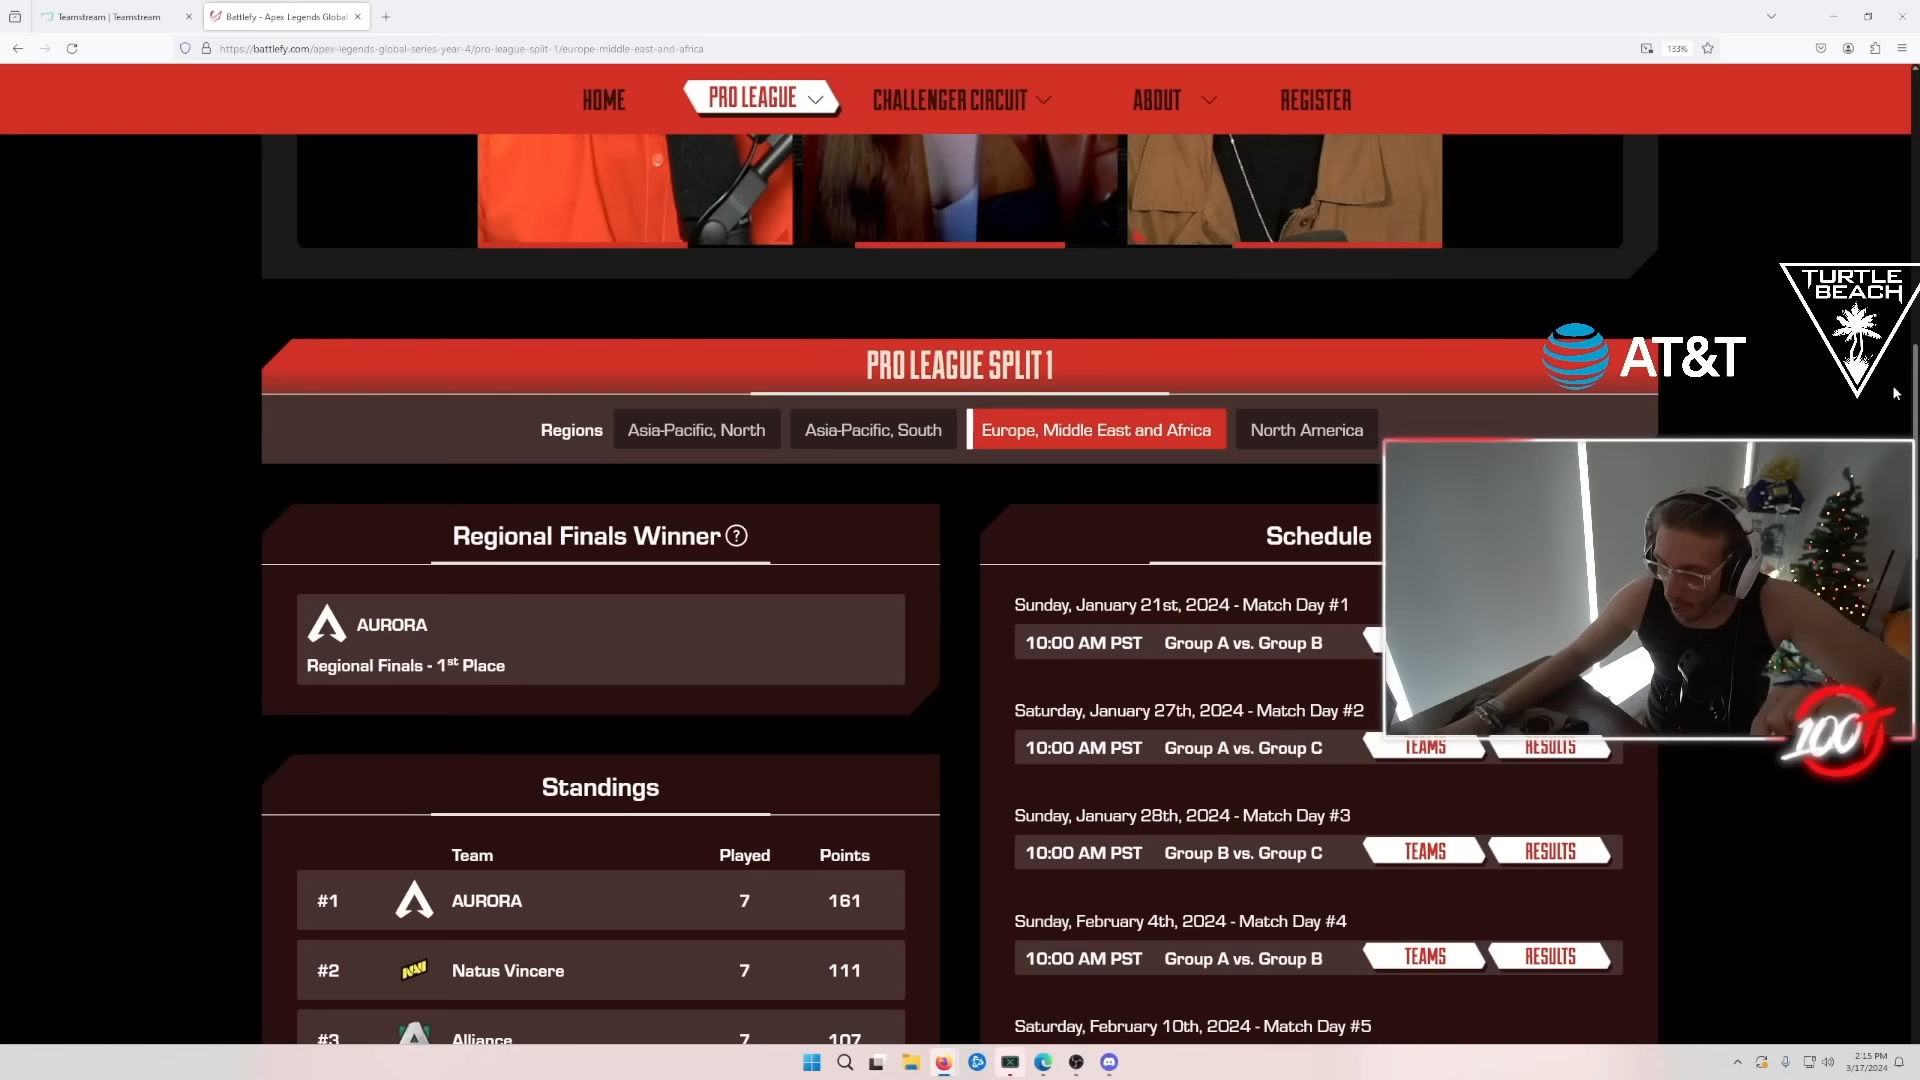 Teamstream | Teamstream
Battlefy - Apex Legends Global
https://battlefy.com/apex-legends-global-series-year-4/pro-league-split-1/europe-middle-east-and-africa
133%
HOME
PRO LEAGUE
CHALLENGER CIRCUIT
ABOUT
REGISTER
TURTLE
BEACH
AT&T
PRO LEAGUE SPLIT 1
Regions
Asia-Pacific, North
Asia-Pacific, South
Europe, Middle East and Africa
North America
Regional Finals Winner ?
AURORA
Regional Finals - 1st Place
Standings
Team Played Points
#1 AURORA 7 161
#2 Natus Vincere 7 111
#3 Alliance 7 107
Schedule
Sunday, January 21st, 2024 - Match Day #1
10:00 AM PST Group A vs. Group B
Saturday, January 27th, 2024 - Match Day #2
10:00 AM PST Group A vs. Group C TEAMS RESULTS
Sunday, January 28th, 2024 - Match Day #3
10:00 AM PST Group B vs. Group C TEAMS RESULTS
Sunday, February 4th, 2024 - Match Day #4
10:00 AM PST Group A vs. Group B TEAMS RESULTS
Saturday, February 10th, 2024 - Match Day #5
100T
2:15 PM
3/17/2024